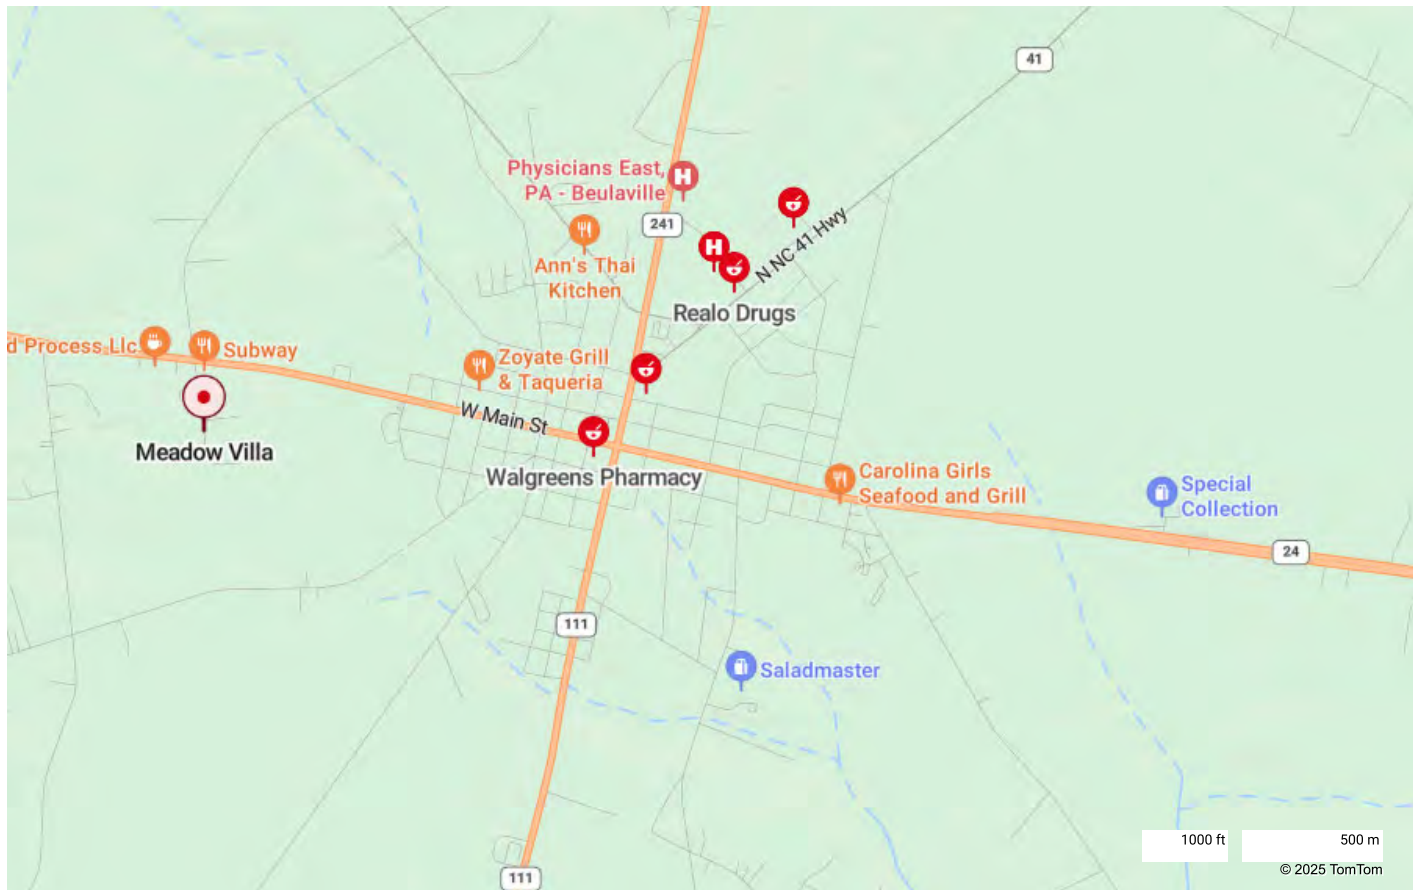 41
Physicians East,
PA - Beulaville
241
N NC 41 Hwy
Ann's Thai
Kitchen
Realo Drugs
d Process Llc
Subway
Zoyate Grill
& Taqueria
W Main St
Meadow Villa
Walgreens Pharmacy
Carolina Girls
Seafood and Grill
Special
Collection
24
111
Saladmaster
1000 ft
500 m
© 2025 TomTom
111